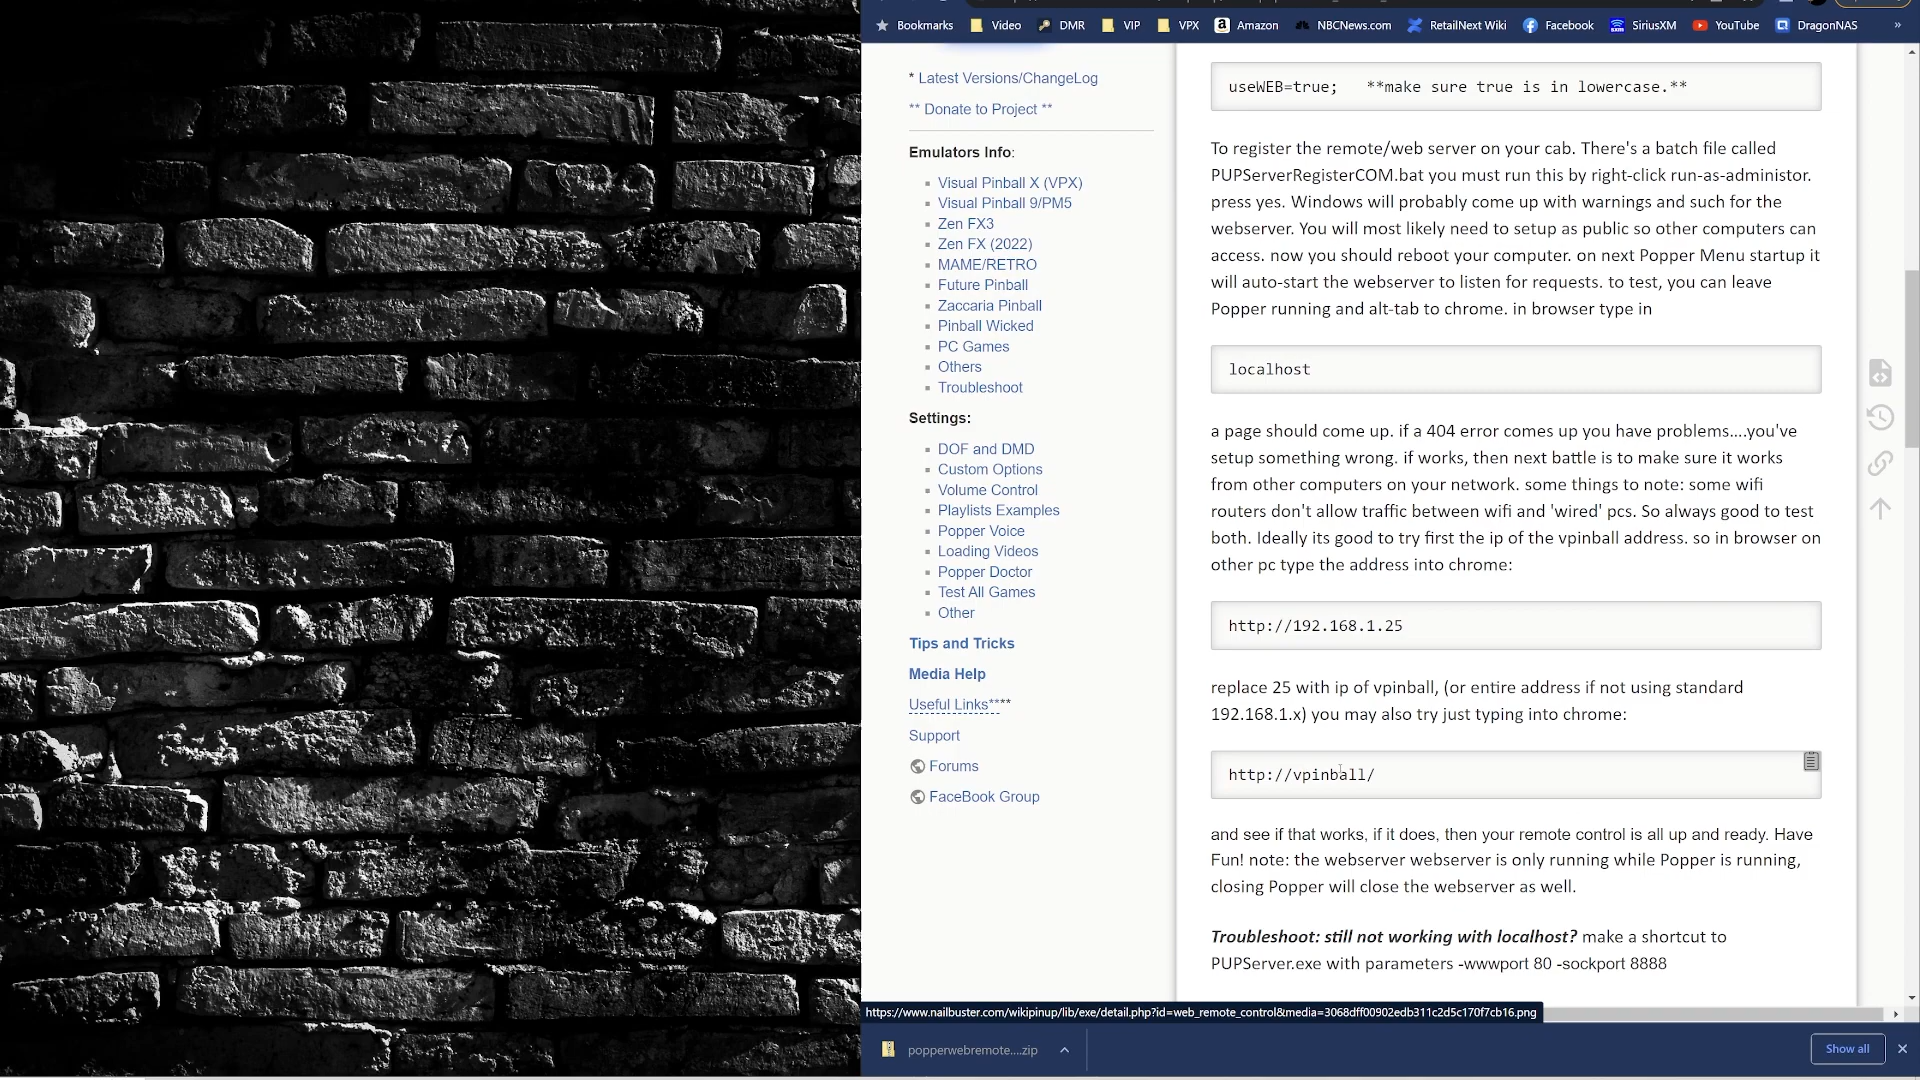 Bookmarks Video DMR VIP VPX Amazon NBCNews.com RetailNext Wiki Facebook SiriusXM YouTube DragonNAS »
* Latest Versions/ChangeLog
** Donate to Project **
Emulators Info:
Visual Pinball X (VPX)
Visual Pinball 9/PM5
Zen FX3
Zen FX (2022)
MAME/RETRO
Future Pinball
Zaccaria Pinball
Pinball Wicked
PC Games
Others
Troubleshoot
Settings:
DOF and DMD
Custom Options
Volume Control
Playlists Examples
Popper Voice
Loading Videos
Popper Doctor
Test All Games
Other
Tips and Tricks
Media Help
Useful Links****
Support
Forums
FaceBook Group
useWEB=true;   **make sure true is in lowercase.**
To register the remote/web server on your cab. There's a batch file called
PUPServerRegisterCOM.bat you must run this by right-click run-as-administor.
press yes. Windows will probably come up with warnings and such for the
webserver. You will most likely need to setup as public so other computers can
access. now you should reboot your computer. on next Popper Menu startup it
will auto-start the webserver to listen for requests. to test, you can leave
Popper running and alt-tab to chrome. in browser type in
localhost
a page should come up. if a 404 error comes up you have problems....you've
setup something wrong. if works, then next battle is to make sure it works
from other computers on your network. some things to note: some wifi
routers don't allow traffic between wifi and 'wired' pcs. So always good to test
both. Ideally its good to try first the ip of the vpinball address. so in browser on
other pc type the address into chrome:
http://192.168.1.25
replace 25 with ip of vpinball, (or entire address if not using standard
192.168.1.x) you may also try just typing into chrome:
http://vpinball/
and see if that works, if it does, then your remote control is all up and ready. Have
Fun! note: the webserver webserver is only running while Popper is running,
closing Popper will close the webserver as well.
Troubleshoot: still not working with localhost? make a shortcut to
PUPServer.exe with parameters -wwwport 80 -sockport 8888
https://www.nailbuster.com/wikipinup/lib/exe/detail.php?id=web_remote_control&media=3068dff00902edb311c2d5c170f7cb16.png
popperwebremote....zip
Show all